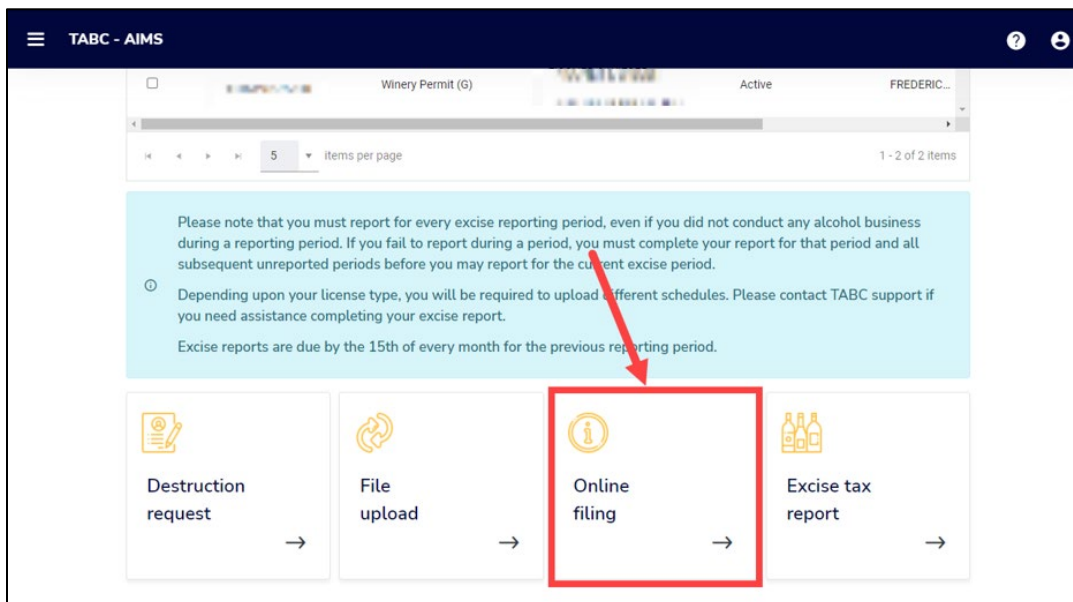 TABC - AIMS
Winery Permit (G) Active FREDERIC...
5 items per page 1 - 2 of 2 items
Please note that you must report for every excise reporting period, even if you did not conduct any alcohol business
during a reporting period. If you fail to report during a period, you must complete your report for that period and all
subsequent unreported periods before you may report for the current excise period.
Depending upon your license type, you will be required to upload different schedules. Please contact TABC support if
you need assistance completing your excise report.
Excise reports are due by the 15th of every month for the previous reporting period.
Destruction
request
File
upload
Online
filing
Excise tax
report